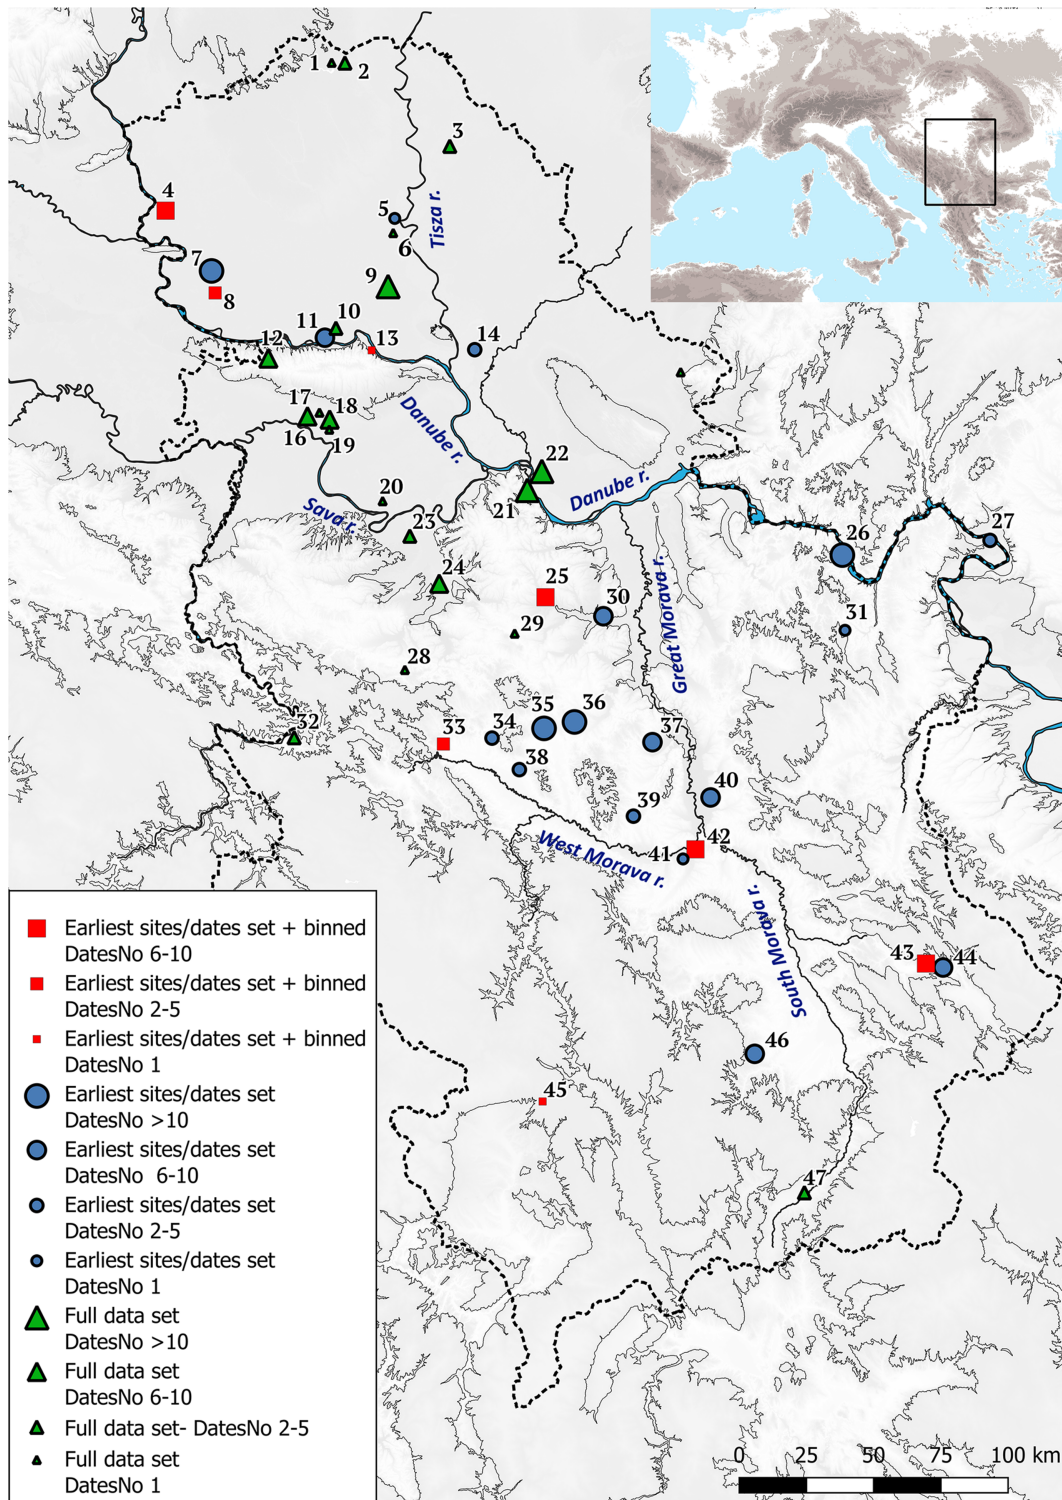 1
2
3
4
5
6
Tisza r.
7
8
9
10
11
12
13
14
17
18
16
19
Danube r.
22
21
Danube r.
20
Sava r.
23
24
25
26
27
28
29
30
31
Great Morava r.
32
33
34
35
36
37
38
39
40
41
42
West Morava r.
South Morava r.
43
44
45
46
47
Earliest sites/dates set + binned
DatesNo 6-10
Earliest sites/dates set + binned
DatesNo 2-5
Earliest sites/dates set + binned
DatesNo 1
Earliest sites/dates set
DatesNo >10
Earliest sites/dates set
DatesNo 6-10
Earliest sites/dates set
DatesNo 2-5
Earliest sites/dates set
DatesNo 1
Full data set
DatesNo >10
Full data set
DatesNo 6-10
Full data set- DatesNo 2-5
Full data set
DatesNo 1
0 25 50 75 100 km